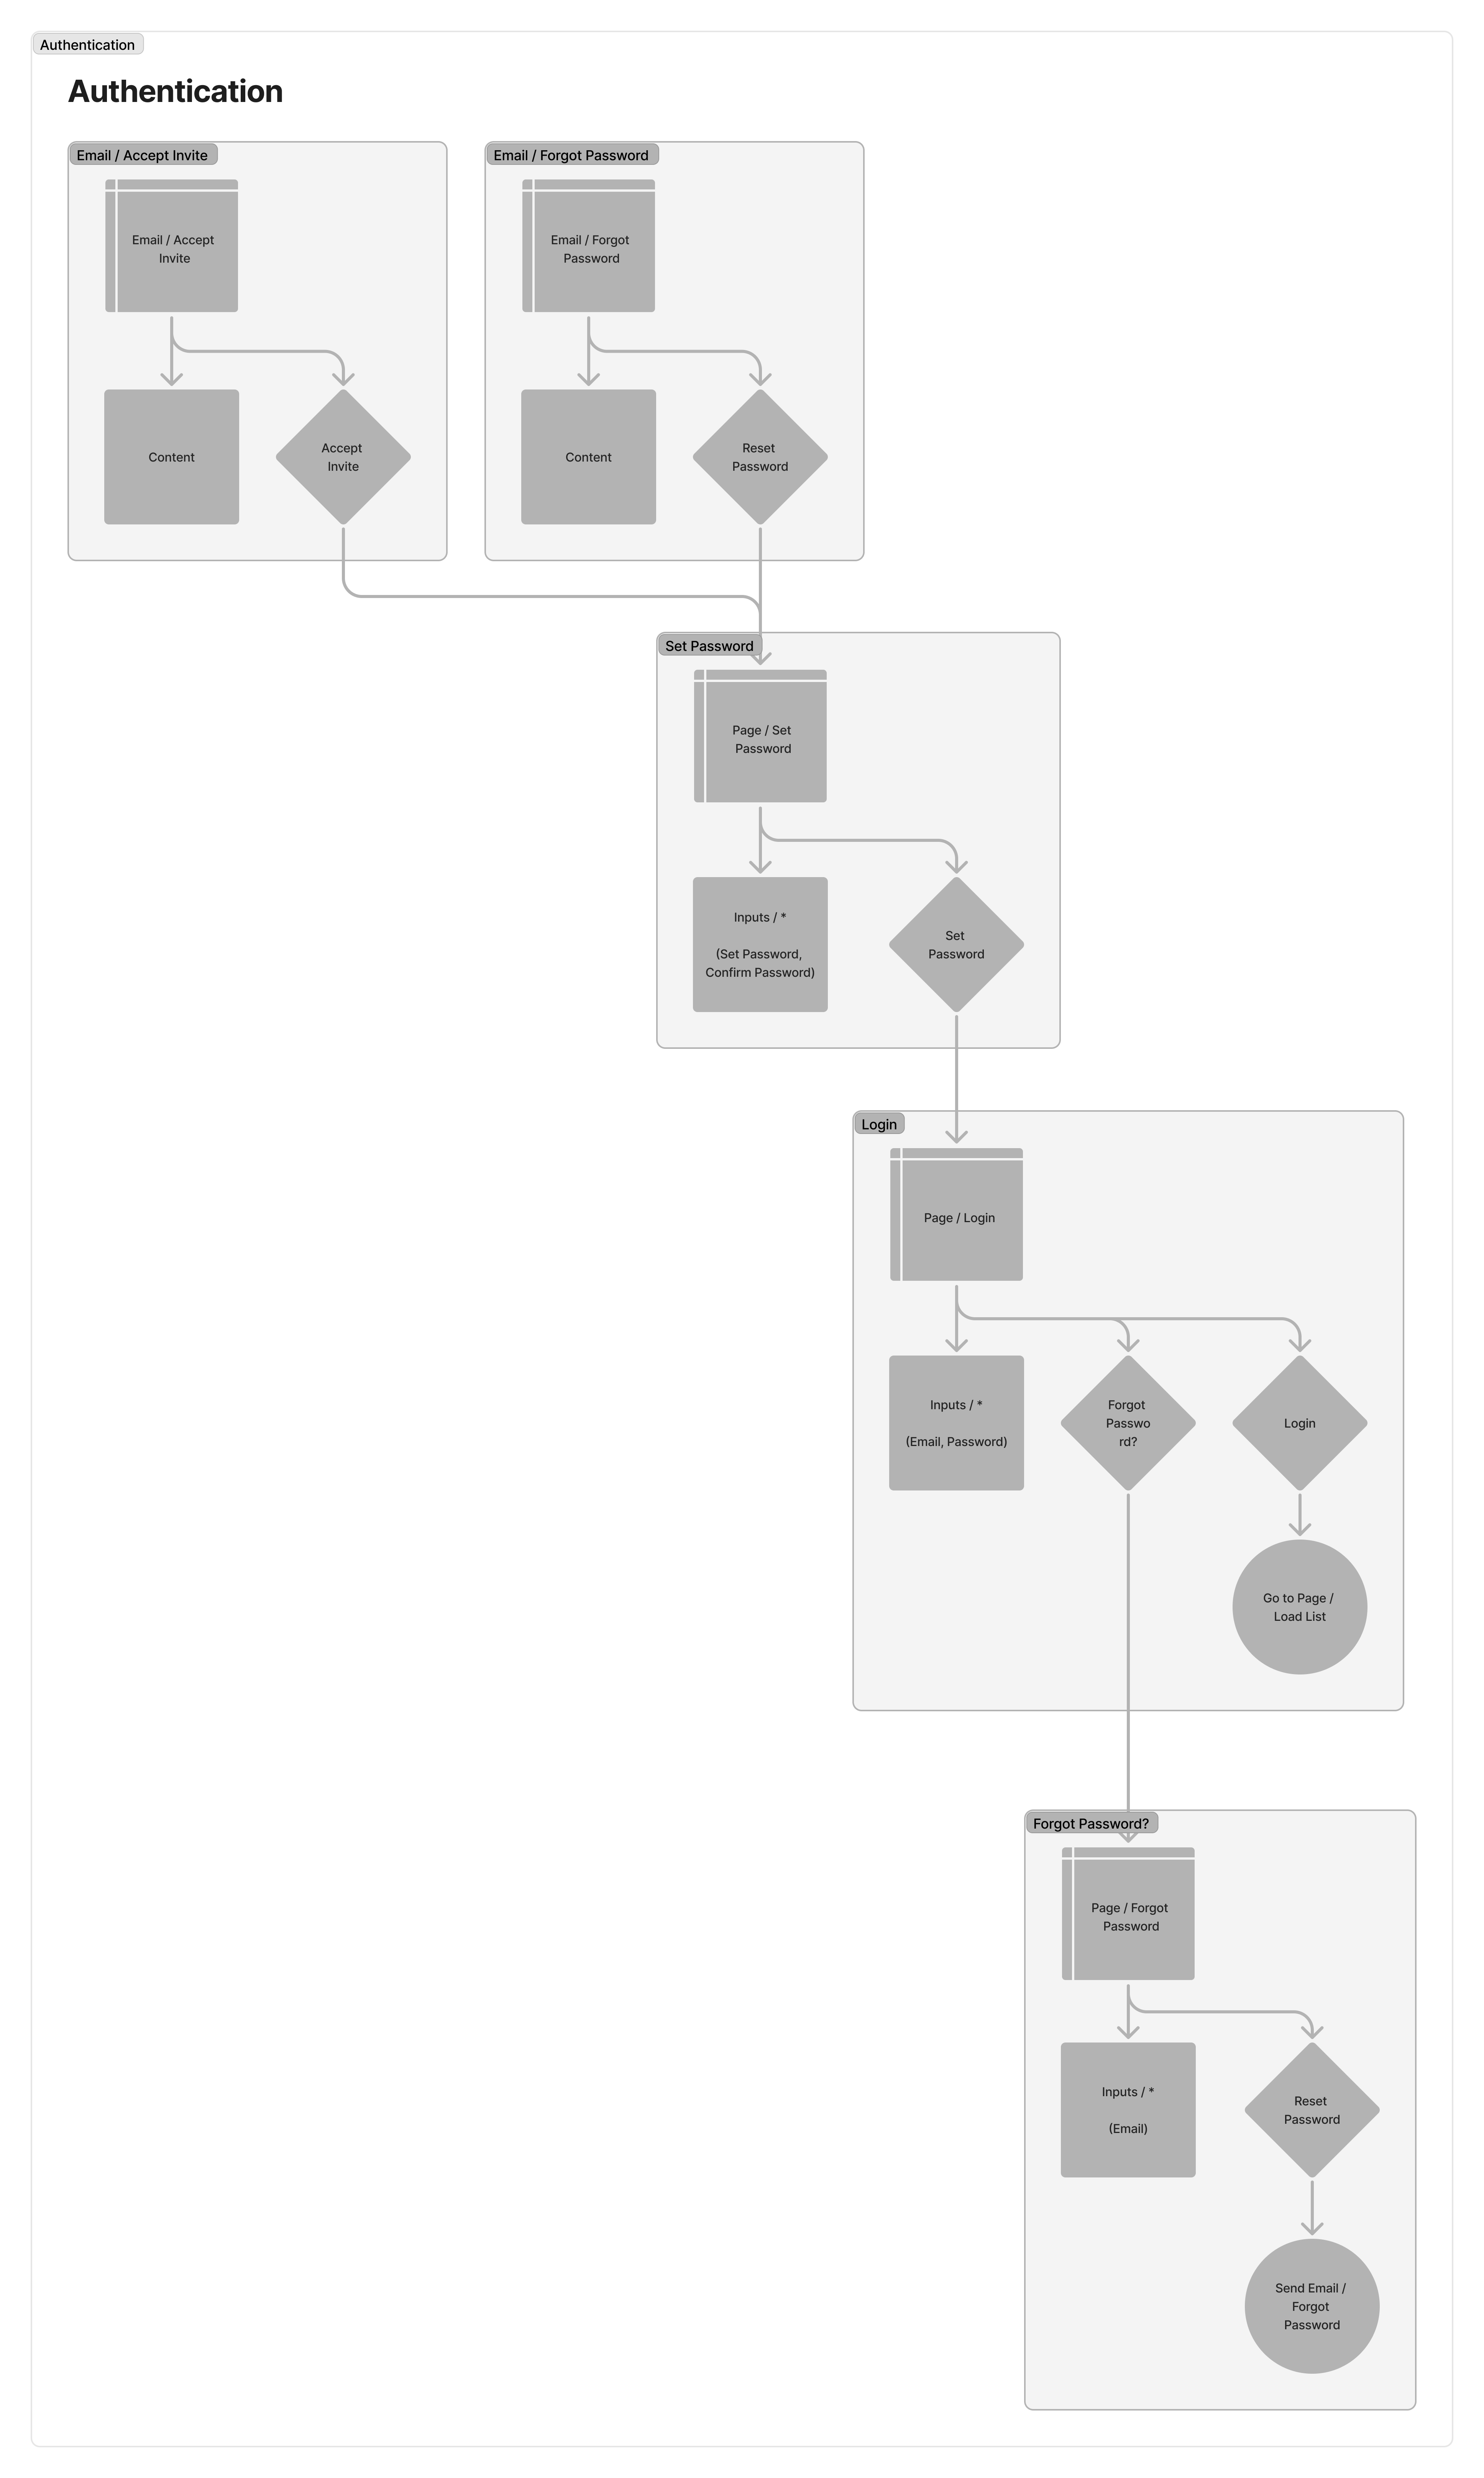 Authentication
Authentication
Email / Accept Invite
Email / Accept
Invite
Content
Accept
Invite
Email / Forgot Password
Email / Forgot
Password
Content
Reset
Password
Set Password
Page / Set
Password
Inputs / *
(Set Password,
Confirm Password)
Set
Password
Login
Page / Login
Inputs / *
(Email, Password)
Forgot
Passwo
rd?
Login
Go to Page /
Load List
Forgot Password?
Page / Forgot
Password
Inputs / *
(Email)
Reset
Password
Send Email /
Forgot
Password